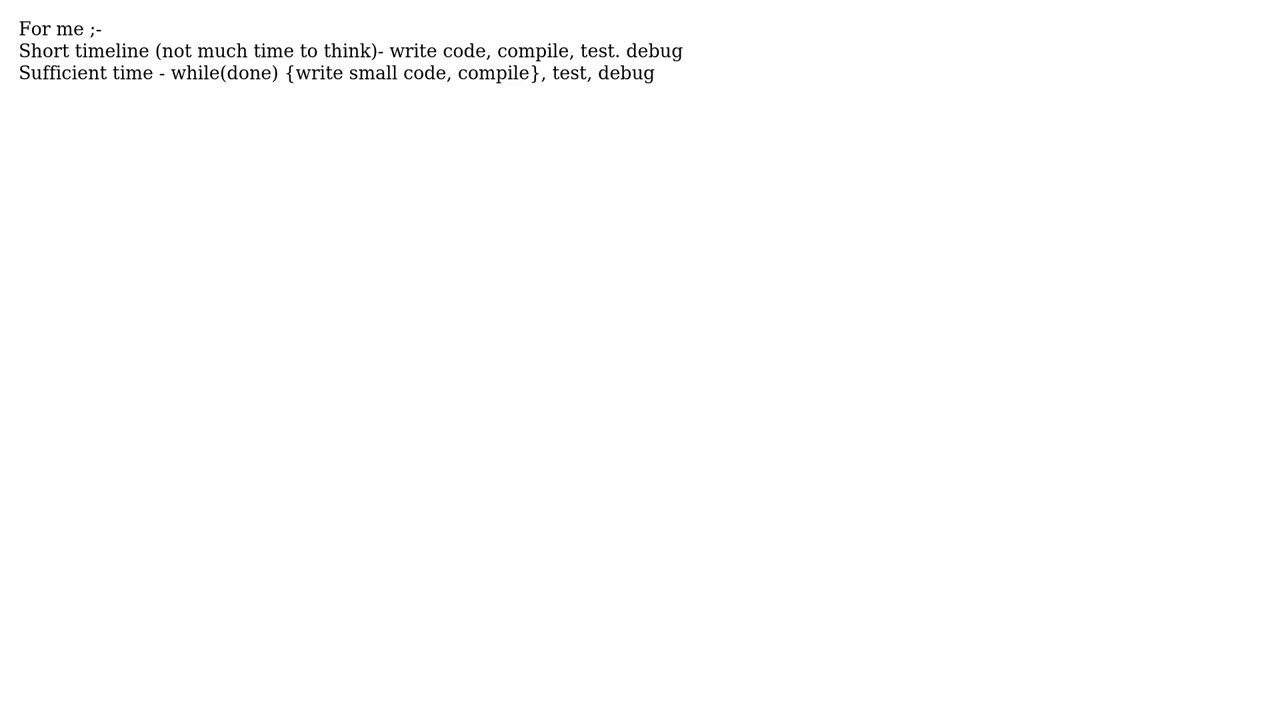 For me ;-
Short timeline (not much time to think)- write code, compile, test. debug
Sufficient time - while(done) {write small code, compile}, test, debug